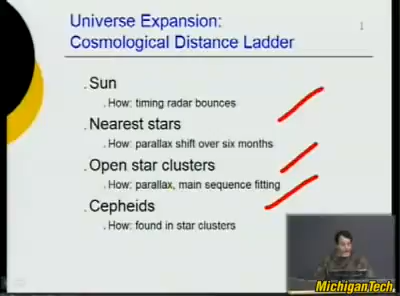 Universe Expansion:
Cosmological Distance Ladder
1
. Sun
. How: timing radar bounces
. Nearest stars
. How: parallax shift over six months
. Open star clusters
. How: parallax, main sequence fitting
. Cepheids
. How: found in star clusters
MichiganTech